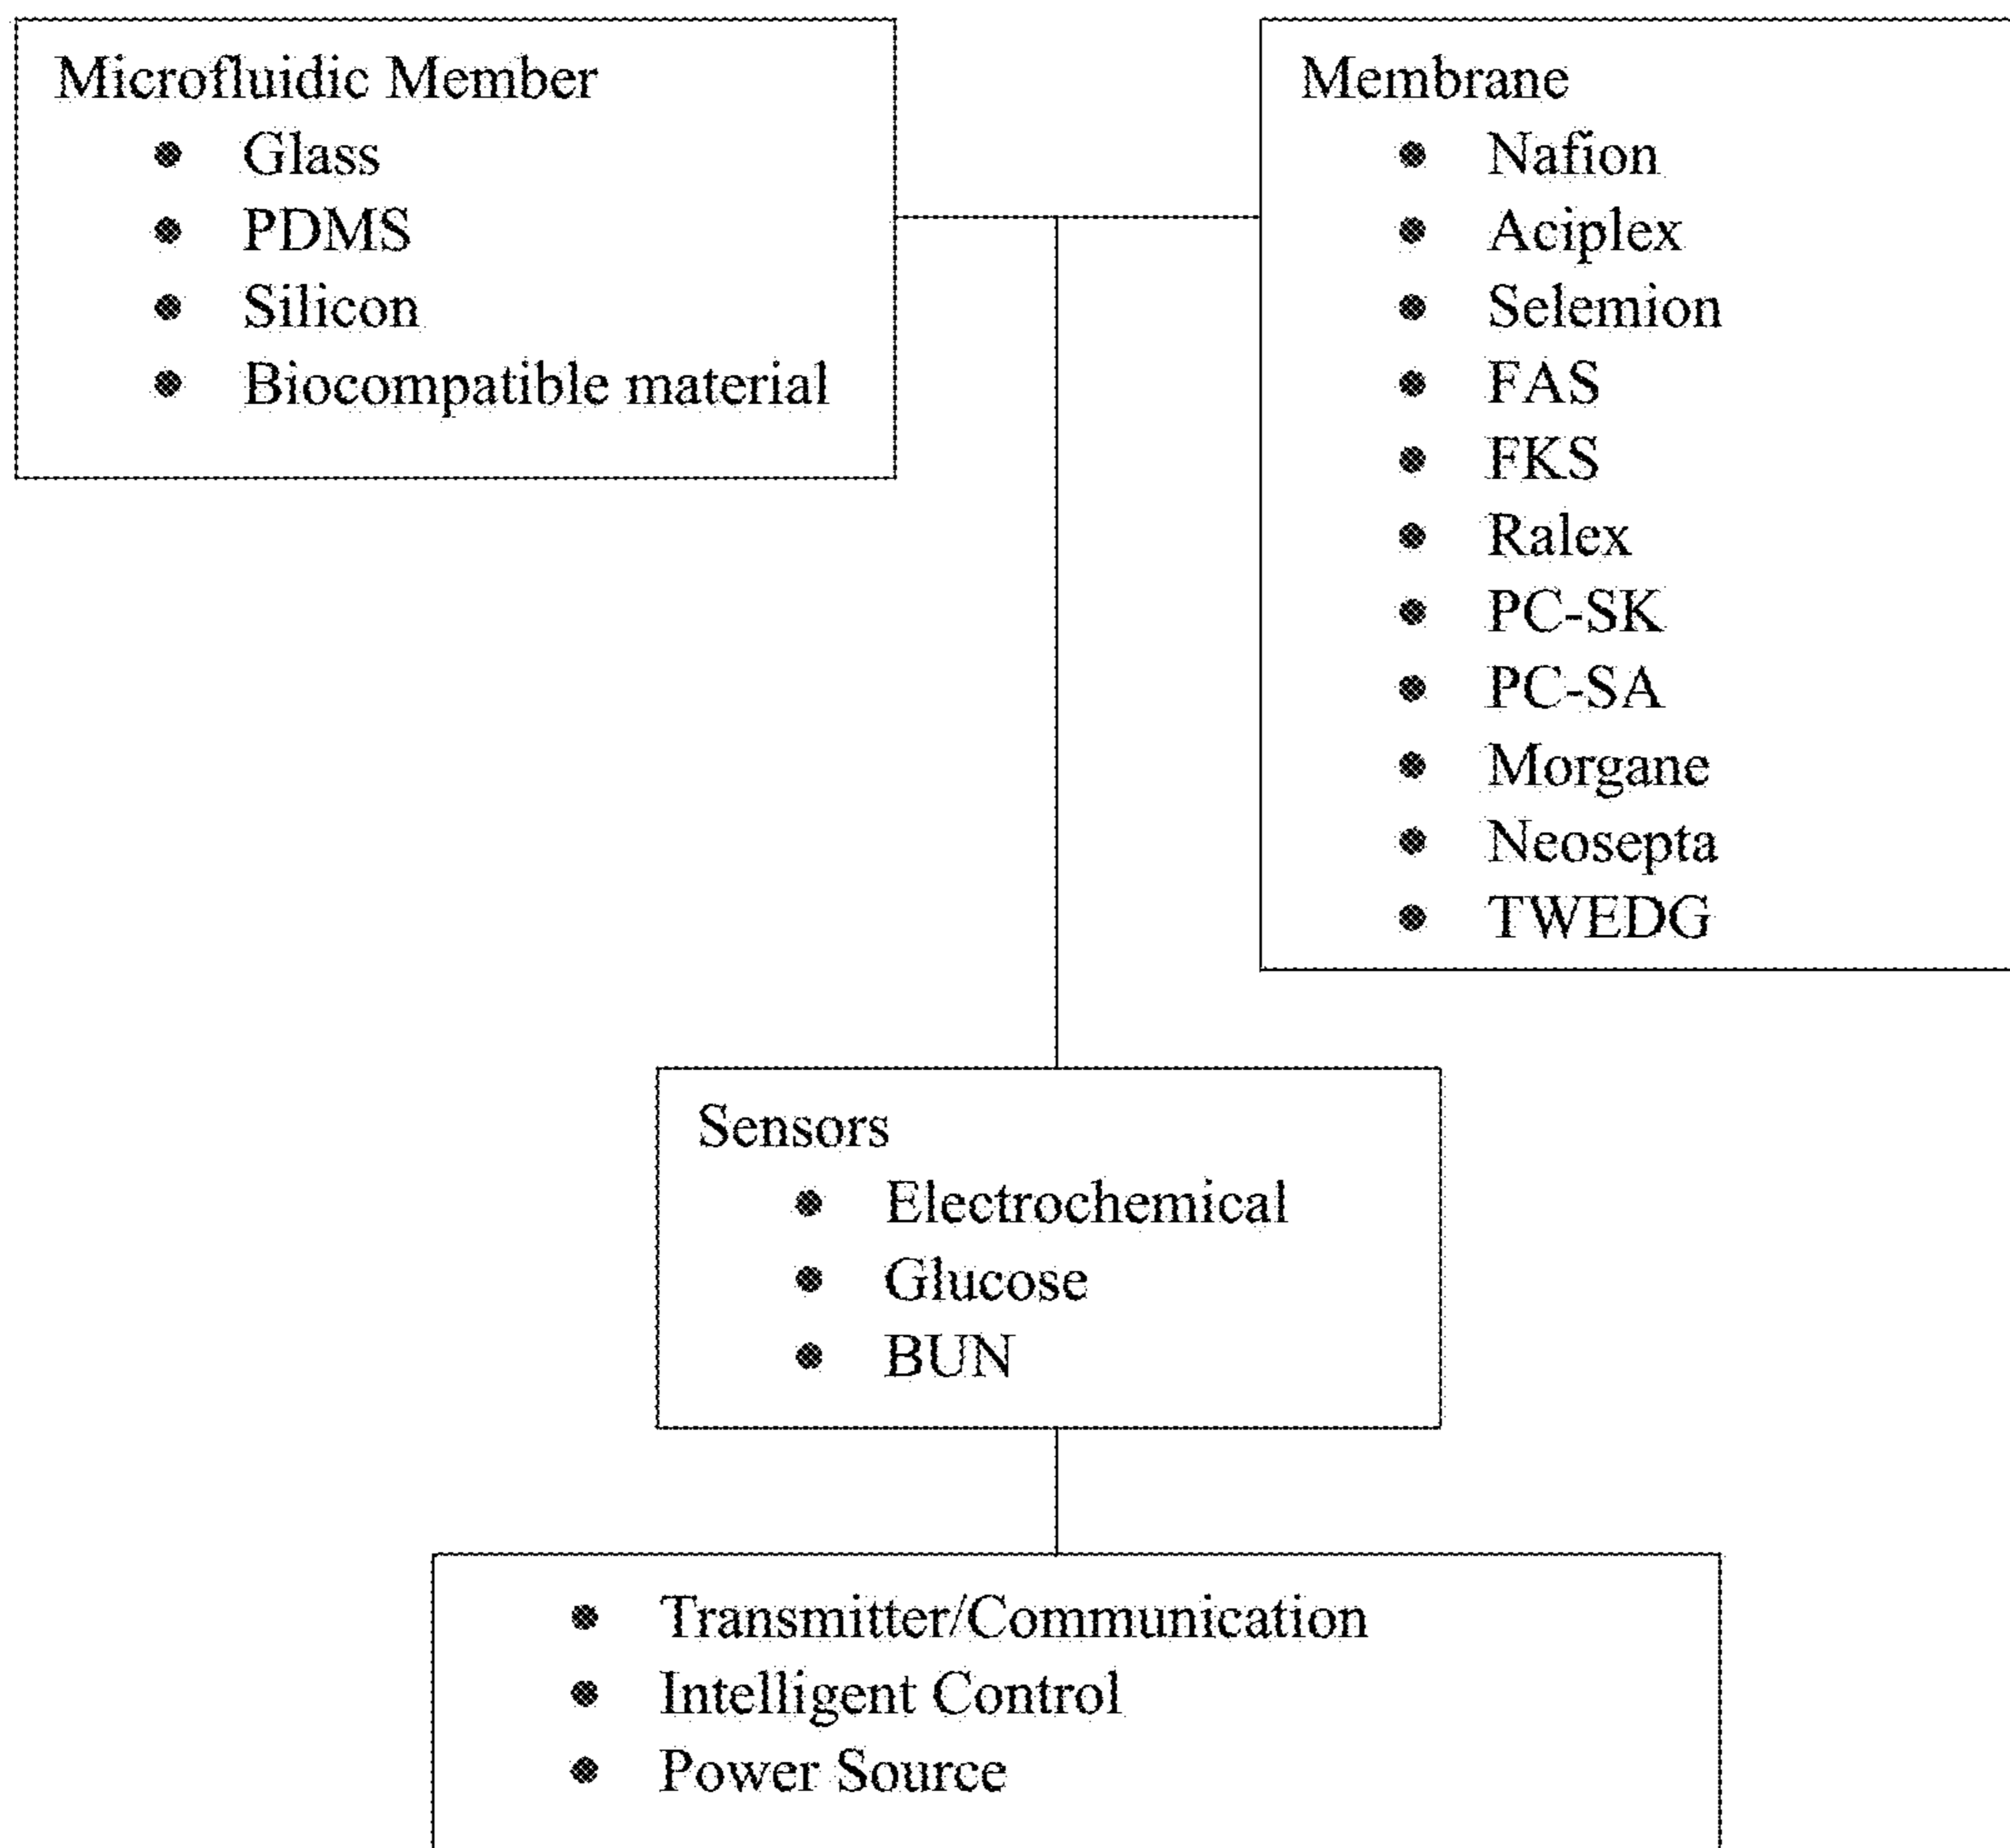 Microfluidic Member
• Glass
• PDMS
• Silicon
• Biocompatible material
Membrane
• Nafion
• Aciplex
• Selemion
• FAS
• FKS
• Ralex
• PC-SK
• PC-SA
• Morgane
• Neosepta
• TWEDG
Sensors
• Electrochemical
• Glucose
• BUN
• Transmitter/Communication
• Intelligent Control
• Power Source